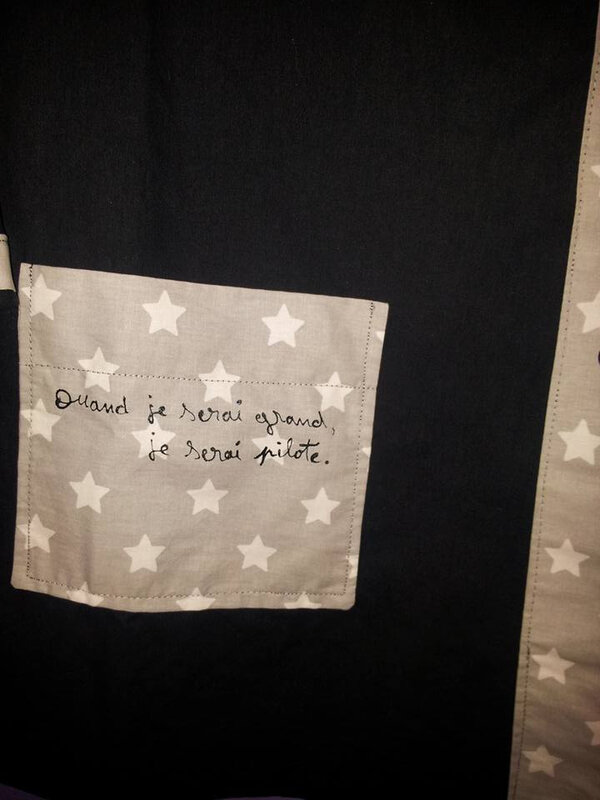 Quand je serai grand,
je serai pilote.